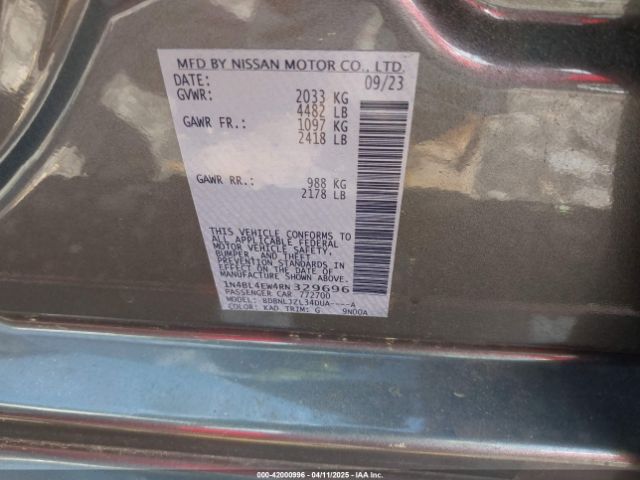 MFD BY NISSAN MOTOR CO., LTD.
DATE: 09/23
GVWR: 2033 KG
4482 LB
GAWR FR.: 1097 KG
2418 LB
GAWR RR.: 988 KG
2178 LB
THIS VEHICLE CONFORMS TO
ALL APPLICABLE FEDERAL
MOTOR VEHICLE SAFETY,
BUMPER, AND THEFT
PREVENTION STANDARDS IN
EFFECT ON THE DATE OF
MANUFACTURE SHOWN ABOVE.
1N4BL4EW4RN329696
PASSENGER CAR 772700
MODEL: BDBNLJZL34DUA----A
COLOR: KAD TRIM: G 9N00A
000-42000996 - 04/11/2025 - IAA Inc.